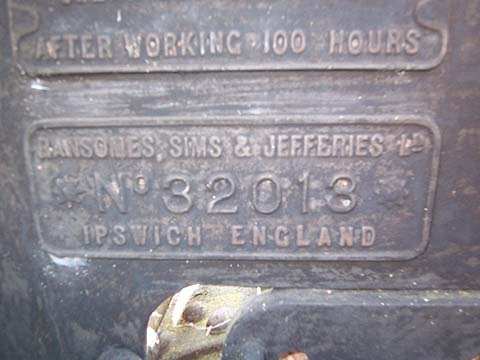 AFTER WORKING 100 HOURS
RANSOMES, SIMS & JEFFERIES LD
No 32013
IPSWICH ENGLAND